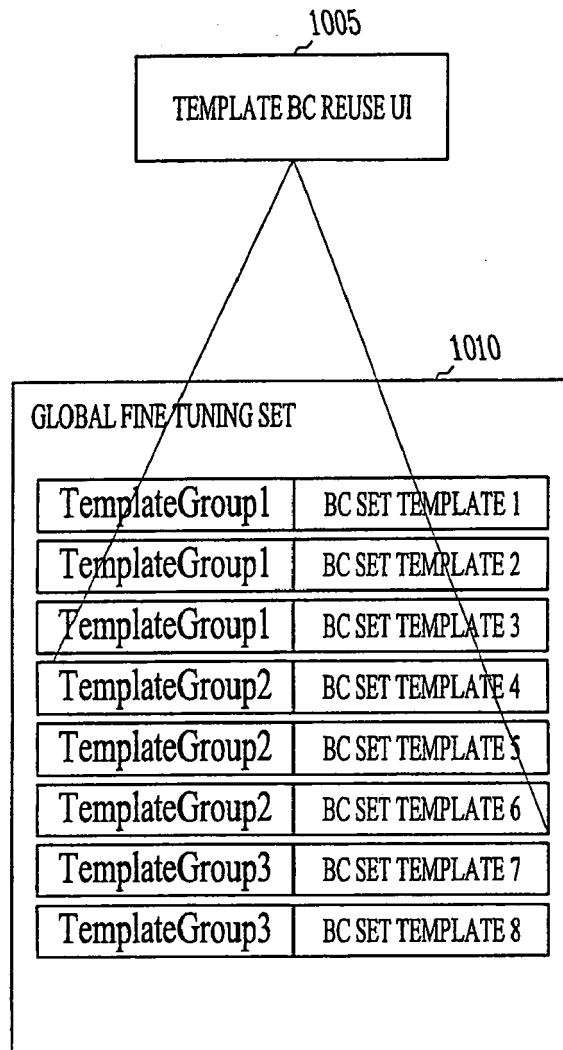 1005
TEMPLATE BC REUSE UI
1010
GLOBAL FINE TUNING SET
TemplateGroup1 BC SET TEMPLATE 1
TemplateGroup1 BC SET TEMPLATE 2
TemplateGroup1 BC SET TEMPLATE 3
TemplateGroup2 BC SET TEMPLATE 4
TemplateGroup2 BC SET TEMPLATE 5
TemplateGroup2 BC SET TEMPLATE 6
TemplateGroup3 BC SET TEMPLATE 7
TemplateGroup3 BC SET TEMPLATE 8